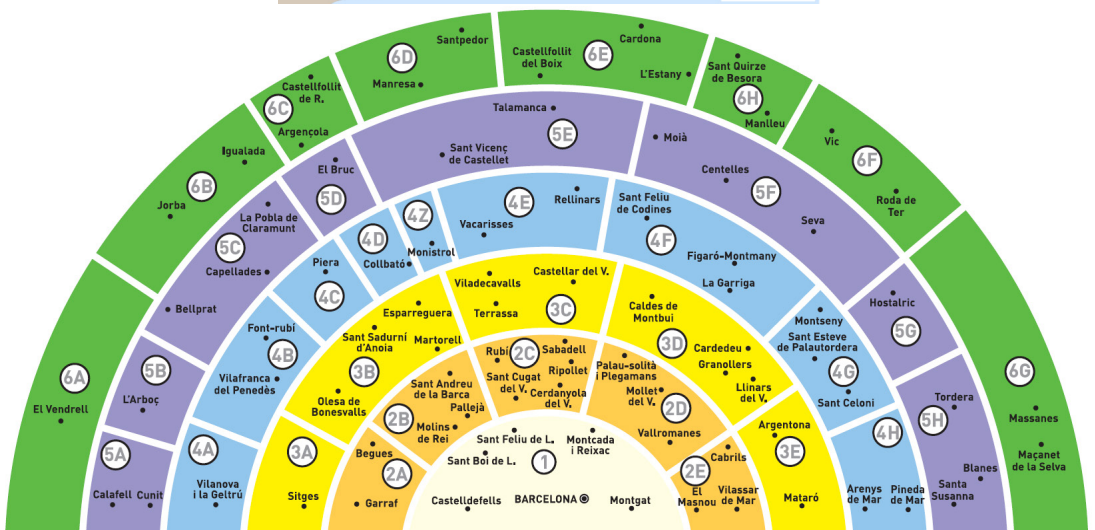 6D
Santpedor
Manresa
Castellfollit
del Boix
6E
Cardona
L'Estany
Sant Quirze
de Besora
6H
Manlleu
6C
Castellfollit
de R.
Argençola
Vic
6F
Roda de
Ter
Igualada
6B
Jorba
Talamanca
5E
Sant Vicenç
de Castellet
Moià
Centelles
5F
Seva
El Bruc
5D
La Pobla de
Claramunt
5C
Capellades
Bellprat
4Z
Monistrol
4E
Vacarisses
Rellinars
Sant Feliu
de Codines
4F
Figaró-Montmany
La Garriga
4D
Collbató
Piera
4C
Hostalric
5G
Montseny
Sant Esteve
de Palautordera
4G
Sant Celoni
Viladecavalls
Castellar del V.
Terrassa
3C
Caldes de
Montbui
3D
Cardedeu
Granollers
Llinars
del V.
Esparreguera
Sant Sadurní
d'Anoia
Martorell
3B
Olesa de
Bonesvalls
Font-rubí
4B
Vilafranca
del Penedès
Rubí
2C
Sabadell
Ripollet
Sant Cugat
del V.
Cerdanyola
del V.
Palau-solità
i Plegamans
Mollet
del V.
2D
Vallromanes
Sant Andreu
de la Barca
Pallejà
2B
Molins
de Rei
6A
El Vendrell
5B
L'Arboç
6G
Massanes
Maçanet
de la Selva
Tordera
5H
Blanes
Santa
Susanna
Argentona
3E
Mataró
4H
Arenys
de Mar
Pineda
de Mar
5A
Calafell
Cunit
4A
Vilanova
i la Geltrú
3A
Sitges
Begues
2A
Garraf
Sant Feliu de L.
Montcada
i Reixac
Sant Boi de L.
1
Castelldefels
BARCELONA
Montgat
Cabrils
2E
El
Masnou
Vilassar
de Mar